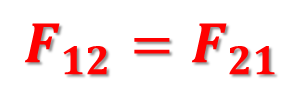 F₁₂ = F₂₁